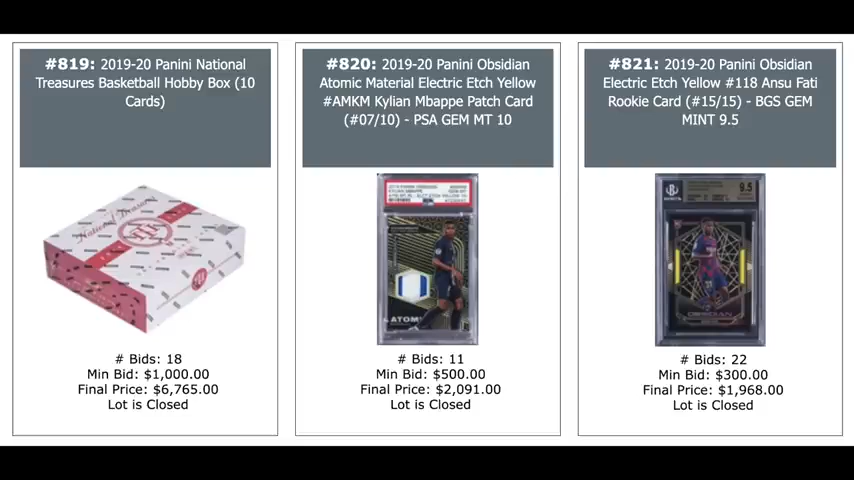 #819: 2019-20 Panini National
Treasures Basketball Hobby Box (10
Cards)
# Bids: 18
Min Bid: $1,000.00
Final Price: $6,765.00
Lot is Closed
#820: 2019-20 Panini Obsidian
Atomic Material Electric Etch Yellow
#AMKM Kylian Mbappe Patch Card
(#07/10) - PSA GEM MT 10
ATOM
# Bids: 11
Min Bid: $500.00
Final Price: $2,091.00
Lot is Closed
#821: 2019-20 Panini Obsidian
Electric Etch Yellow #118 Ansu Fati
Rookie Card (#15/15) - BGS GEM
MINT 9.5
9.5
OBSIDIAN
# Bids: 22
Min Bid: $300.00
Final Price: $1,968.00
Lot is Closed